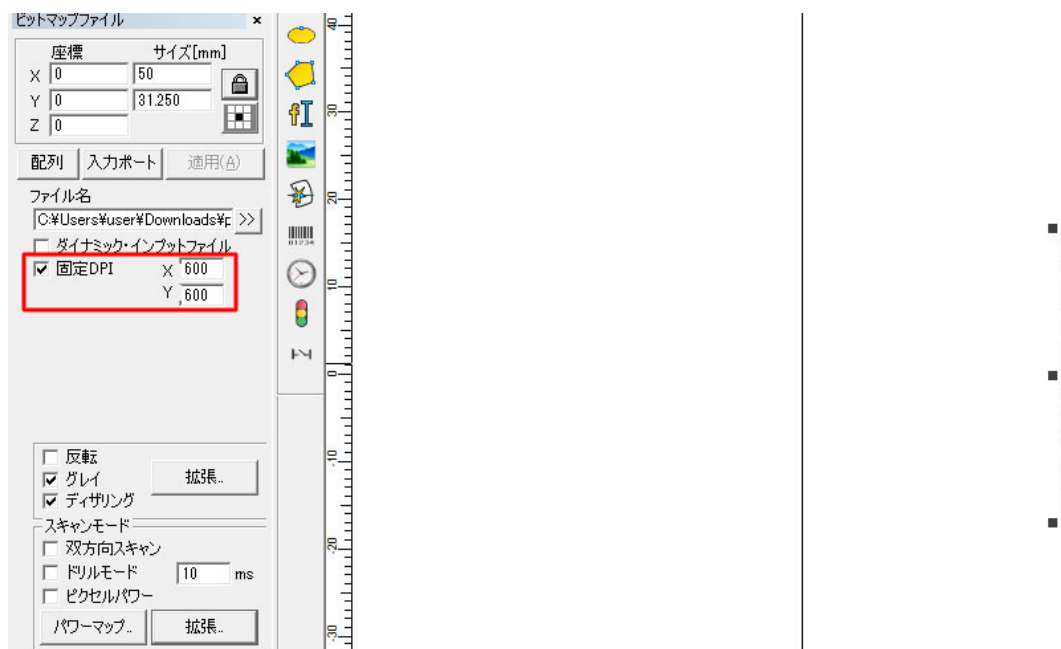 ビットマップファイル ×
座標 サイズ[mm]
X 0 50
Y 0 31.250
Z 0
配列 入力ポート 適用(A)
ファイル名
C:¥Users¥user¥Downloads¥p >>
ダイナミック・インプットファイル
固定DPI X 600
Y 600
反転
グレイ 拡張..
ディザリング
スキャンモード
双方向スキャン
ドリルモード 10 ms
ピクセルパワー
パワーマップ.. 拡張..
01234
40
30
20
10
0
-10
-20
-30